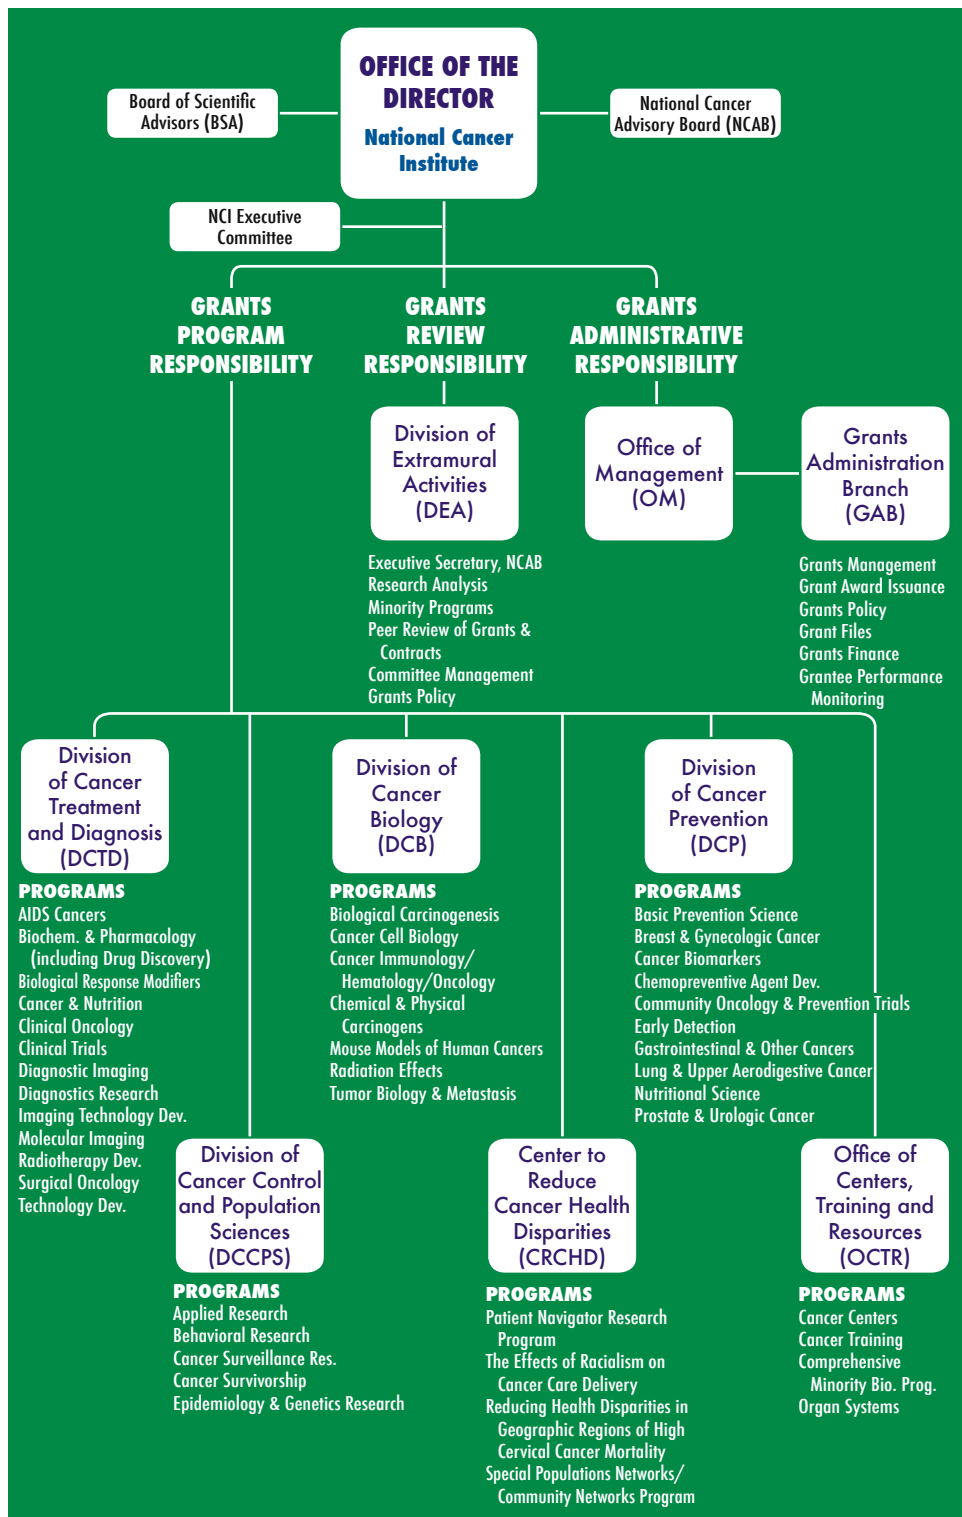 OFFICE OF THE
DIRECTOR
National Cancer
Institute
Board of Scientific
Advisors (BSA)
National Cancer
Advisory Board (NCAB)
NCI Executive
Committee
GRANTS
PROGRAM
RESPONSIBILITY
GRANTS
REVIEW
RESPONSIBILITY
GRANTS
ADMINISTRATIVE
RESPONSIBILITY
Division of
Extramural
Activities
(DEA)
Executive Secretary, NCAB
Research Analysis
Minority Programs
Peer Review of Grants &
Contracts
Committee Management
Grants Policy
Office of
Management
(OM)
Grants
Administration
Branch
(GAB)
Grants Management
Grant Award Issuance
Grants Policy
Grant Files
Grants Finance
Grantee Performance
Monitoring
Division
of Cancer
Treatment
and Diagnosis
(DCTD)
PROGRAMS
AIDS Cancers
Biochem. & Pharmacology
(including Drug Discovery)
Biological Response Modifiers
Cancer & Nutrition
Clinical Oncology
Clinical Trials
Diagnostic Imaging
Diagnostics Research
Imaging Technology Dev.
Molecular Imaging
Radiotherapy Dev.
Surgical Oncology
Technology Dev.
Division of
Cancer
Biology
(DCB)
PROGRAMS
Biological Carcinogenesis
Cancer Cell Biology
Cancer Immunology/
Hematology/Oncology
Chemical & Physical
Carcinogens
Mouse Models of Human Cancers
Radiation Effects
Tumor Biology & Metastasis
Division
of Cancer
Prevention
(DCP)
PROGRAMS
Basic Prevention Science
Breast & Gynecologic Cancer
Cancer Biomarkers
Chemopreventive Agent Dev.
Community Oncology & Prevention Trials
Early Detection
Gastrointestinal & Other Cancers
Lung & Upper Aerodigestive Cancer
Nutritional Science
Prostate & Urologic Cancer
Division of
Cancer Control
and Population
Sciences
(DCCPS)
PROGRAMS
Applied Research
Behavioral Research
Cancer Surveillance Res.
Cancer Survivorship
Epidemiology & Genetics Research
Center to
Reduce
Cancer Health
Disparities
(CRCHD)
PROGRAMS
Patient Navigator Research
Program
The Effects of Racialism on
Cancer Care Delivery
Reducing Health Disparities in
Geographic Regions of High
Cervical Cancer Mortality
Special Populations Networks/
Community Networks Program
Office of
Centers,
Training and
Resources
(OCTR)
PROGRAMS
Cancer Centers
Cancer Training
Comprehensive
Minority Bio. Prog.
Organ Systems